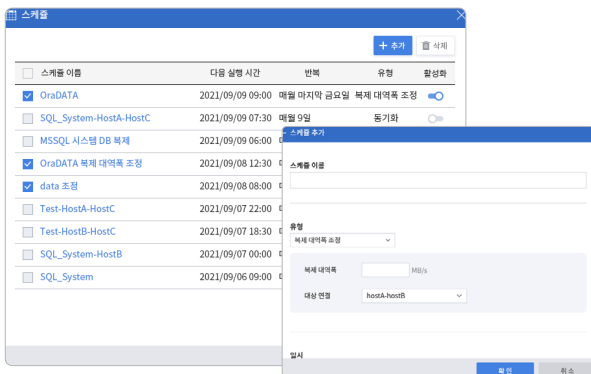 스케쥴
+ 추가 삭제
스케쥴 이름 다음 실행 시간 반복 유형 활성화
OraDATA 2021/09/09 09:00 매월 마지막 금요일 복제 대역폭 조정
SQL_System-HostA-HostC 2021/09/09 07:30 매월 9일 동기화
MSSQL 시스템 DB 복제 2021/09/09 06:00
OraDATA 복제 대역폭 조정 2021/09/08 12:30
data 조정 2021/09/08 08:00
Test-HostA-HostC 2021/09/07 22:00
Test-HostB-HostC 2021/09/07 18:30
SQL_System-HostB 2021/09/07 00:00
SQL_System 2021/09/06 09:00
스케쥴 추가
스케쥴 이름
유형
복제 대역폭 조정
복제 대역폭 MB/s
대상 연결 hostA-hostB
일시
확인 취소